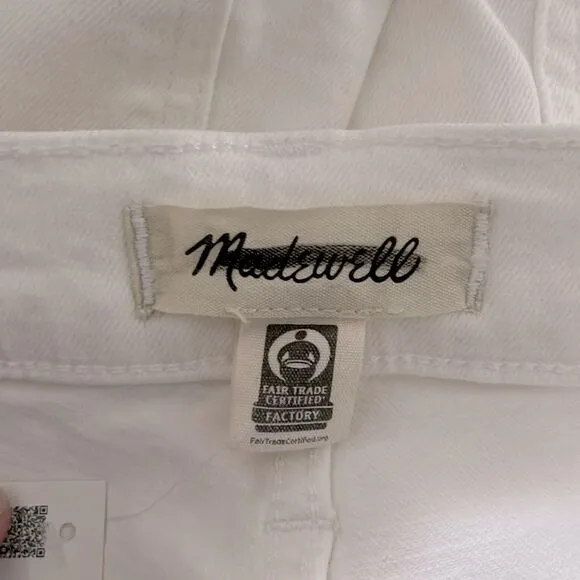 Madewell
FAIR TRADE
CERTIFIED
FACTORY
FairTradeCertified.org